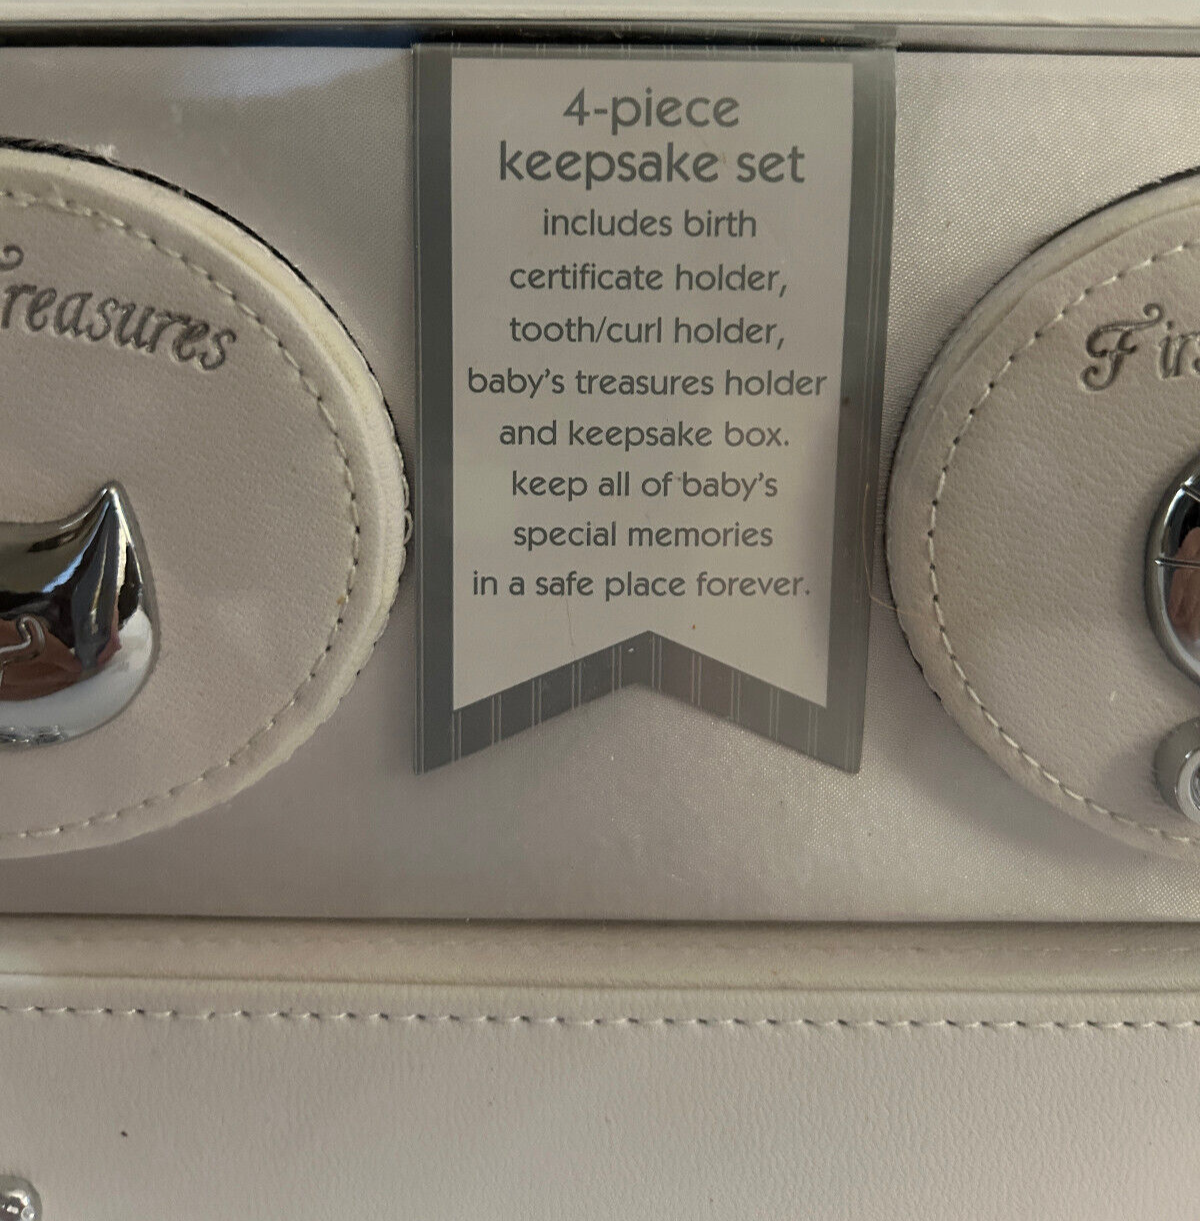 4-piece
keepsake set
includes birth
certificate holder,
tooth/curl holder,
baby's treasures holder
and keepsake box.
keep all of baby's
special memories
in a safe place forever.
Treasures